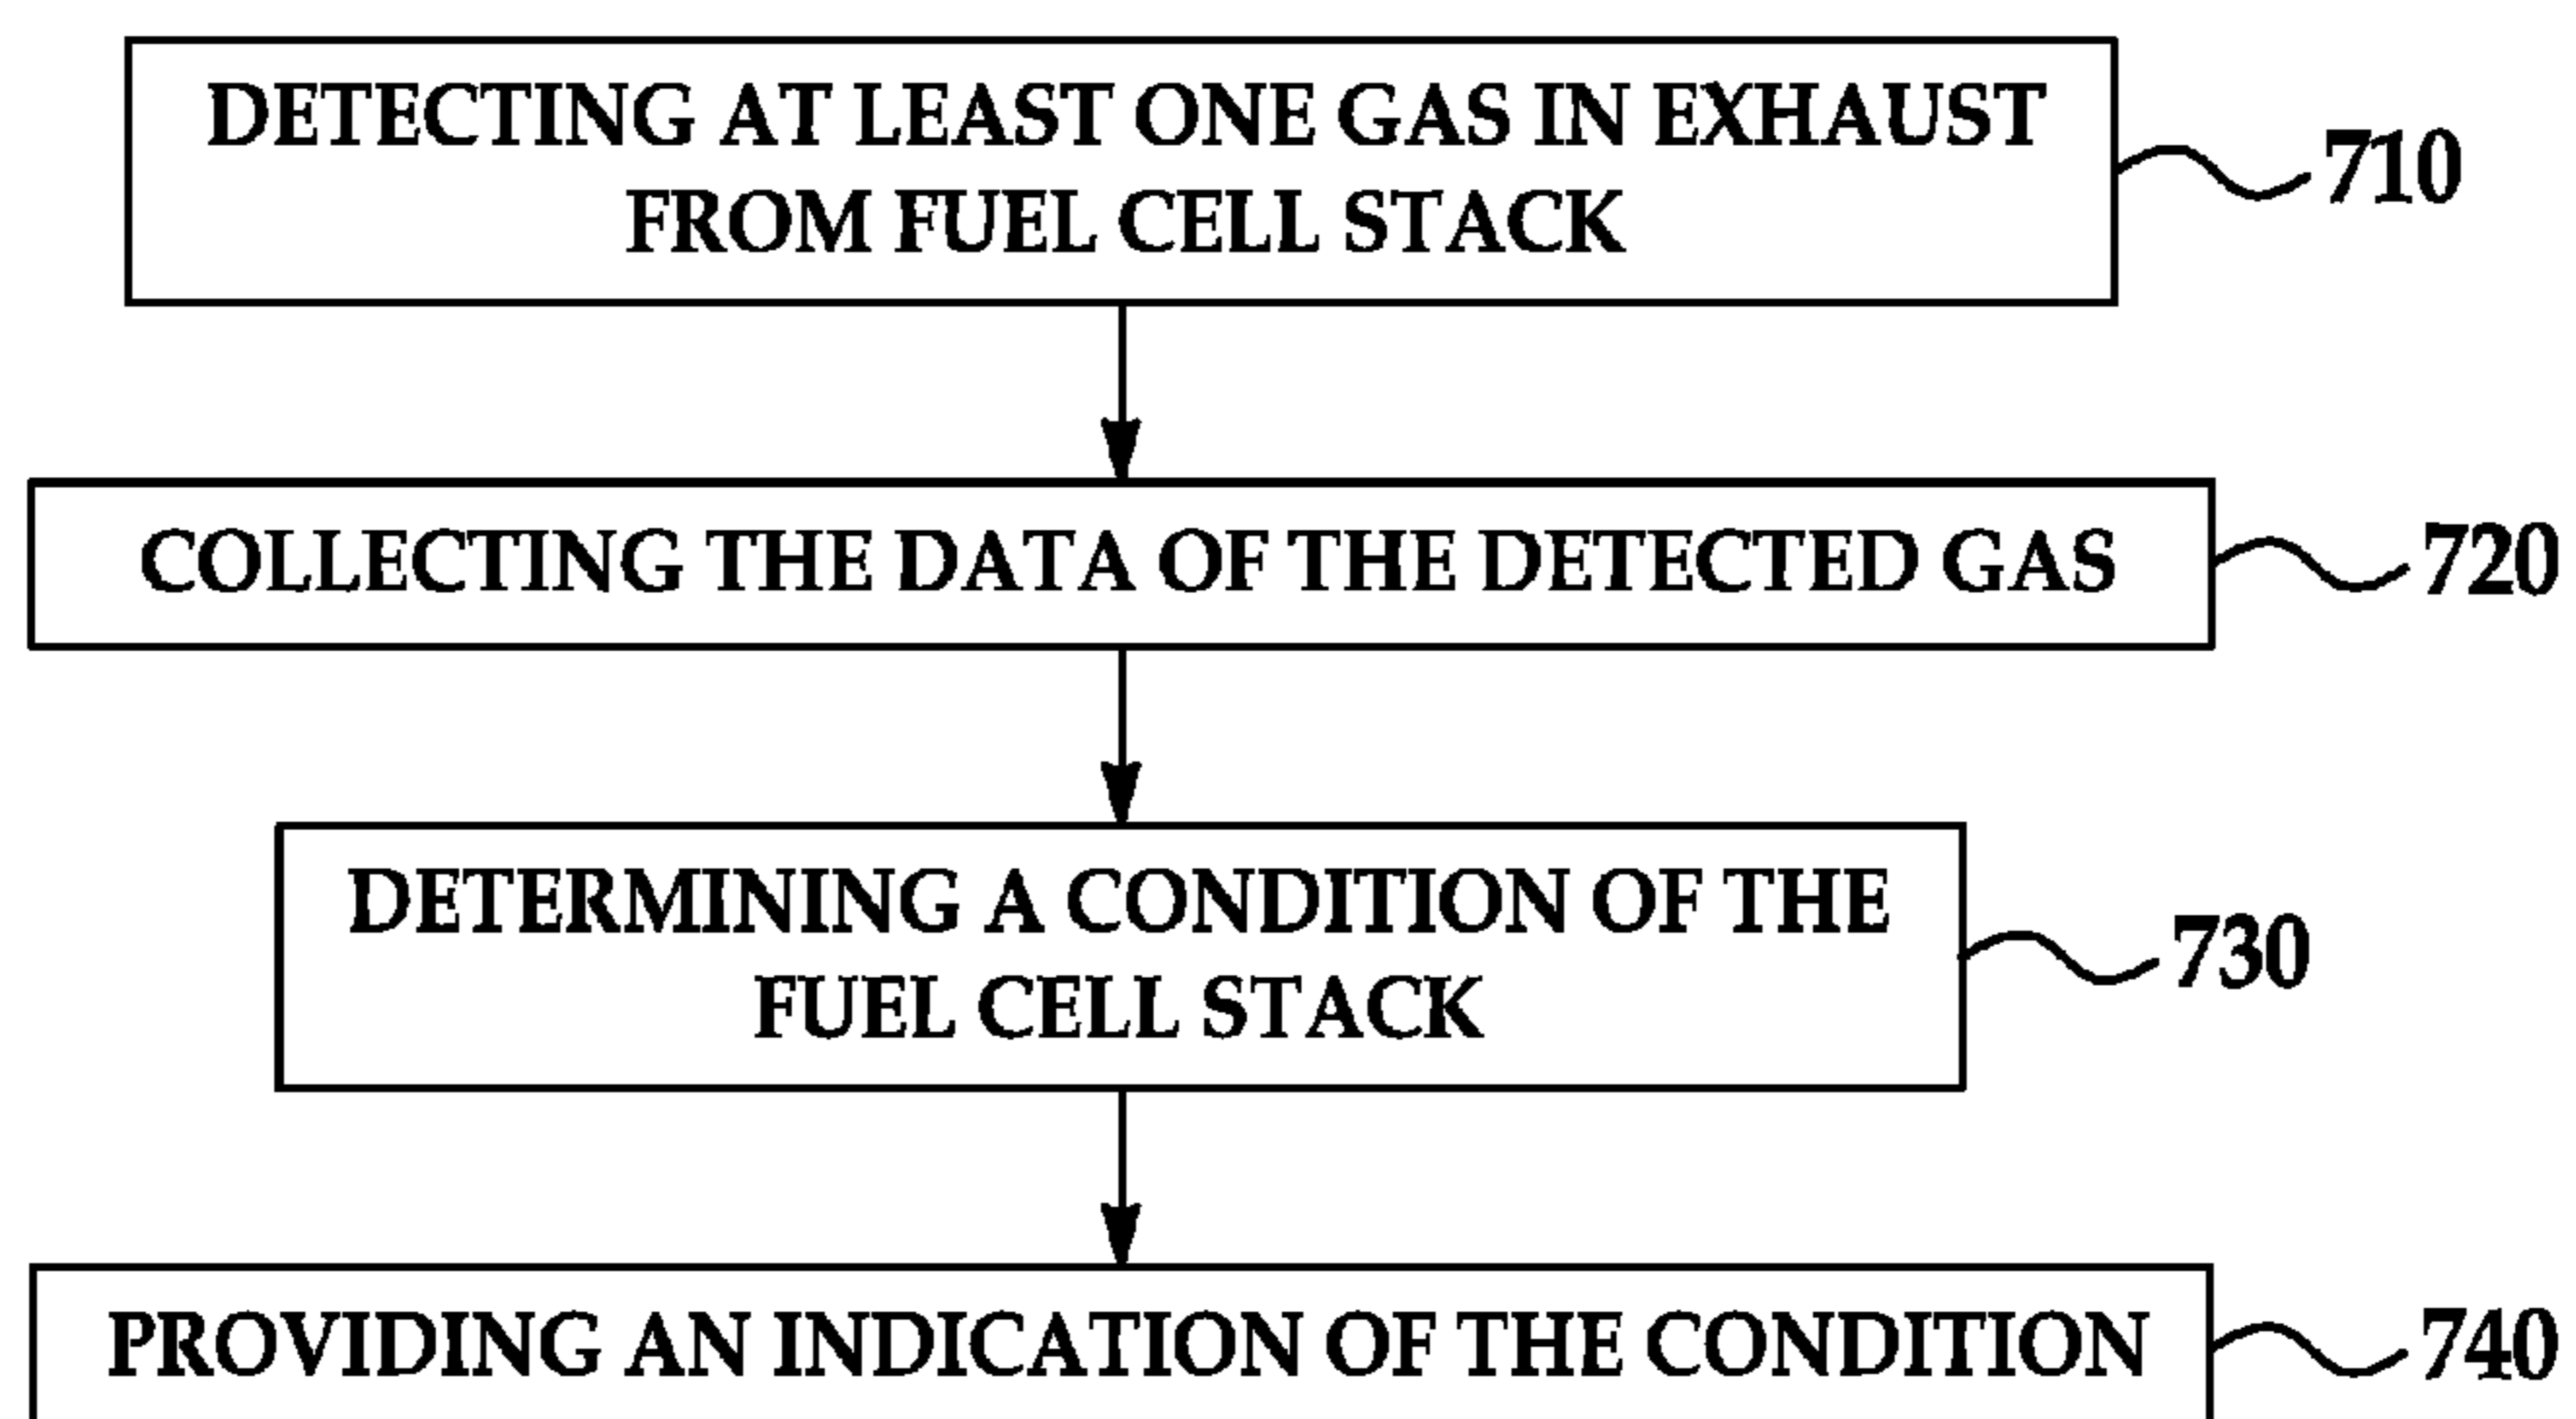 DETECTING AT LEAST ONE GAS IN EXHAUST
FROM FUEL CELL STACK
710
COLLECTING THE DATA OF THE DETECTED GAS
720
DETERMINING A CONDITION OF THE
FUEL CELL STACK
730
PROVIDING AN INDICATION OF THE CONDITION
740